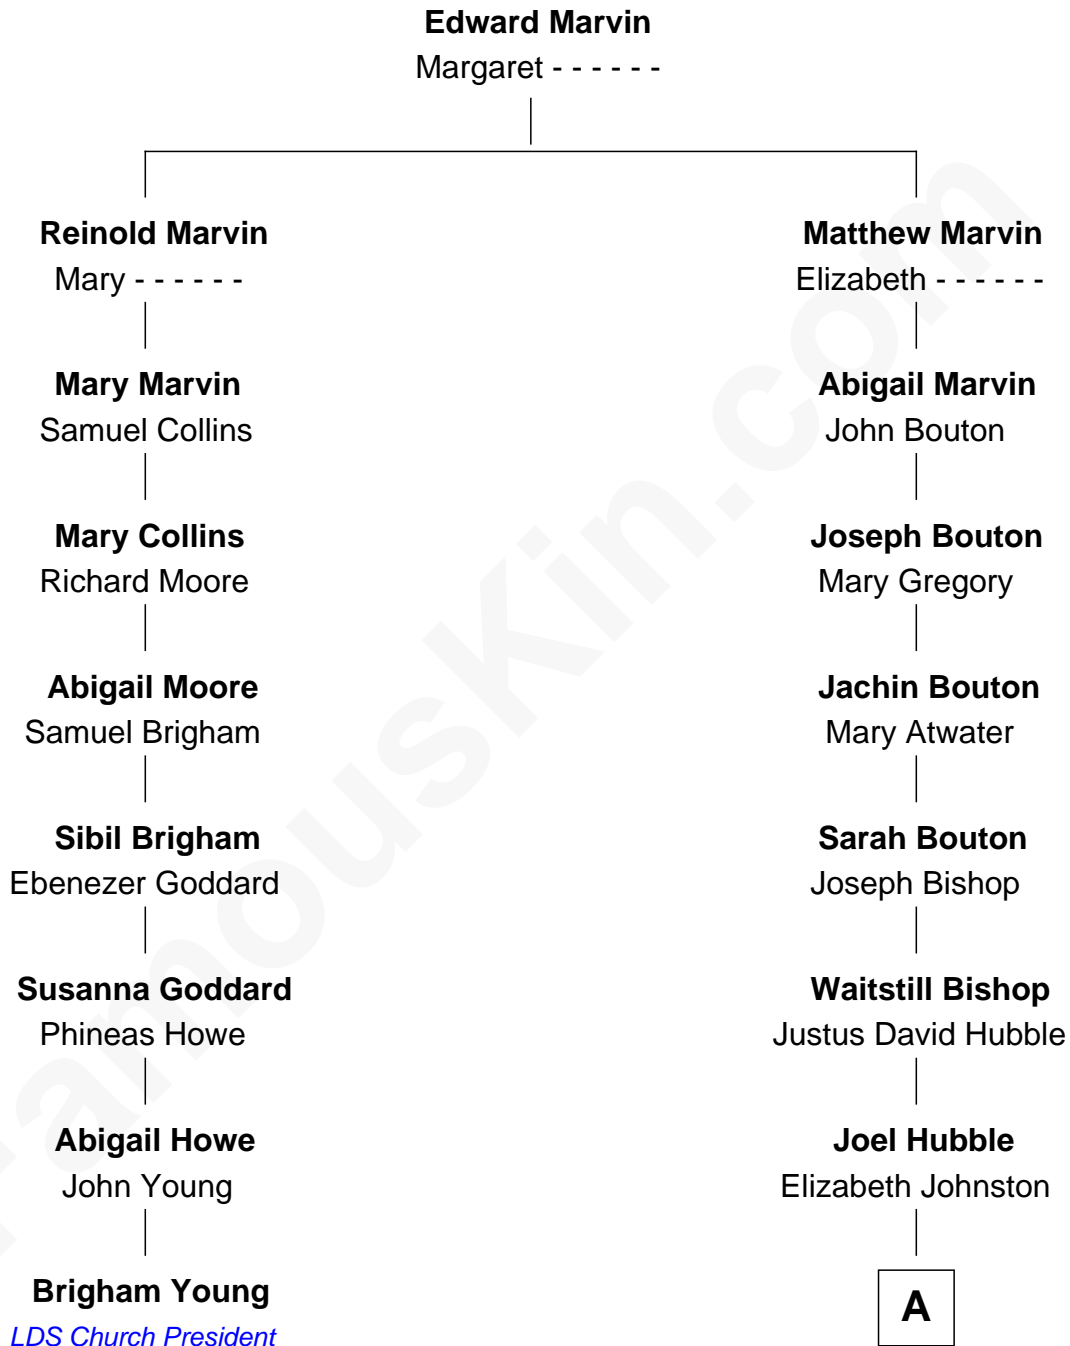 Edward Marvin
Margaret - - - - - -
Reinold Marvin
Mary - - - - - -
Matthew Marvin
Elizabeth - - - - - -
Mary Marvin
Samuel Collins
Abigail Marvin
John Bouton
Mary Collins
Richard Moore
Joseph Bouton
Mary Gregory
Abigail Moore
Samuel Brigham
Jachin Bouton
Mary Atwater
Sibil Brigham
Ebenezer Goddard
Sarah Bouton
Joseph Bishop
Susanna Goddard
Phineas Howe
Waitstill Bishop
Justus David Hubble
Abigail Howe
John Young
Joel Hubble
Elizabeth Johnston
Brigham Young
LDS Church President
A
FamousKin.com